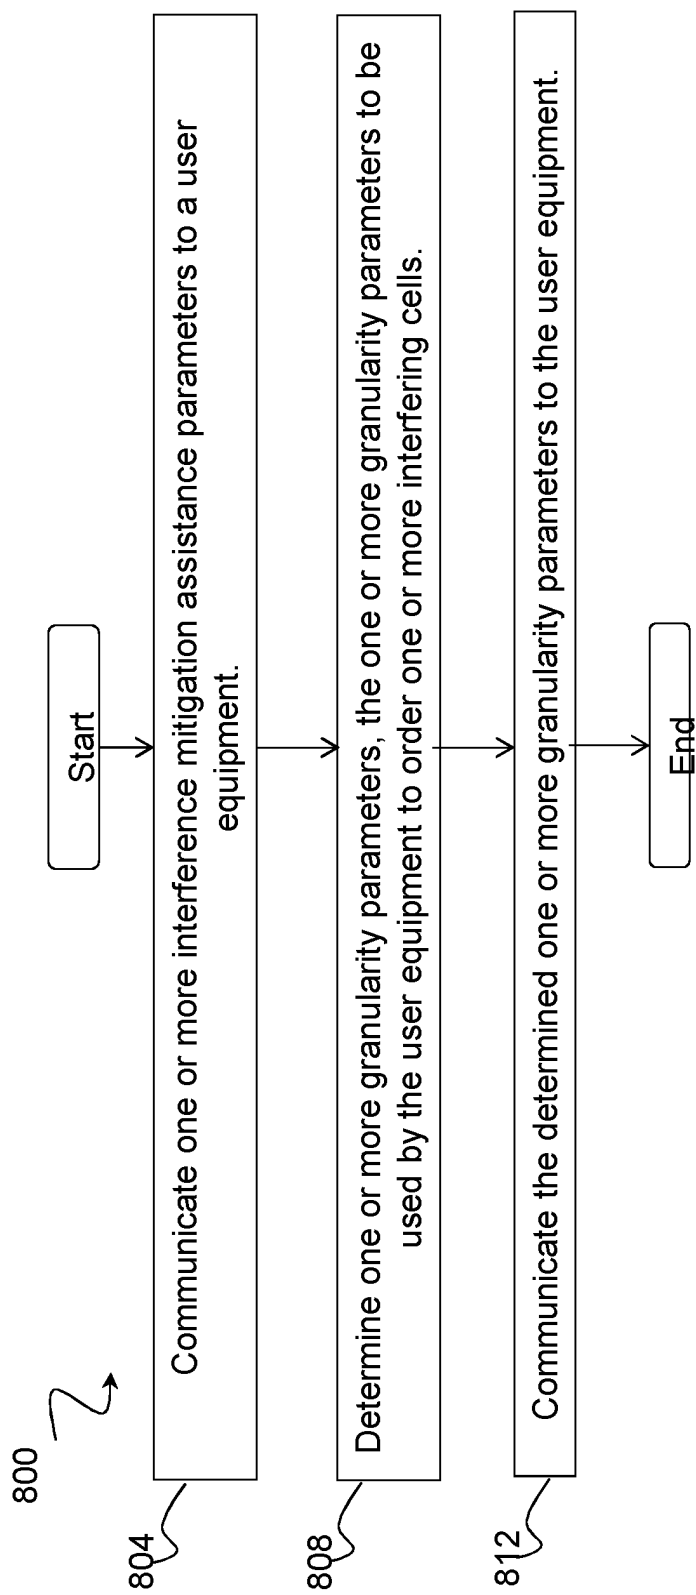 800
Start
804
Communicate one or more interference mitigation assistance parameters to a user
equipment.
808
Determine one or more granularity parameters, the one or more granularity parameters to be
used by the user equipment to order one or more interfering cells.
812
Communicate the determined one or more granularity parameters to the user equipment.
End